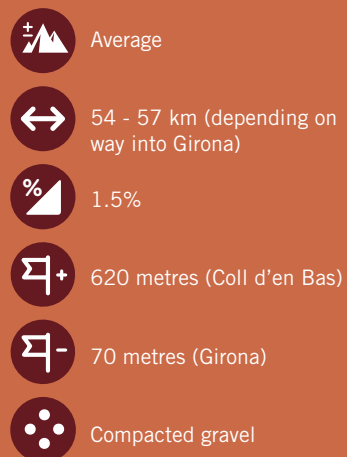 Average
54 - 57 km (depending on
way into Girona)
%
1.5%
620 metres (Coll d'en Bas)
70 metres (Girona)
Compacted gravel